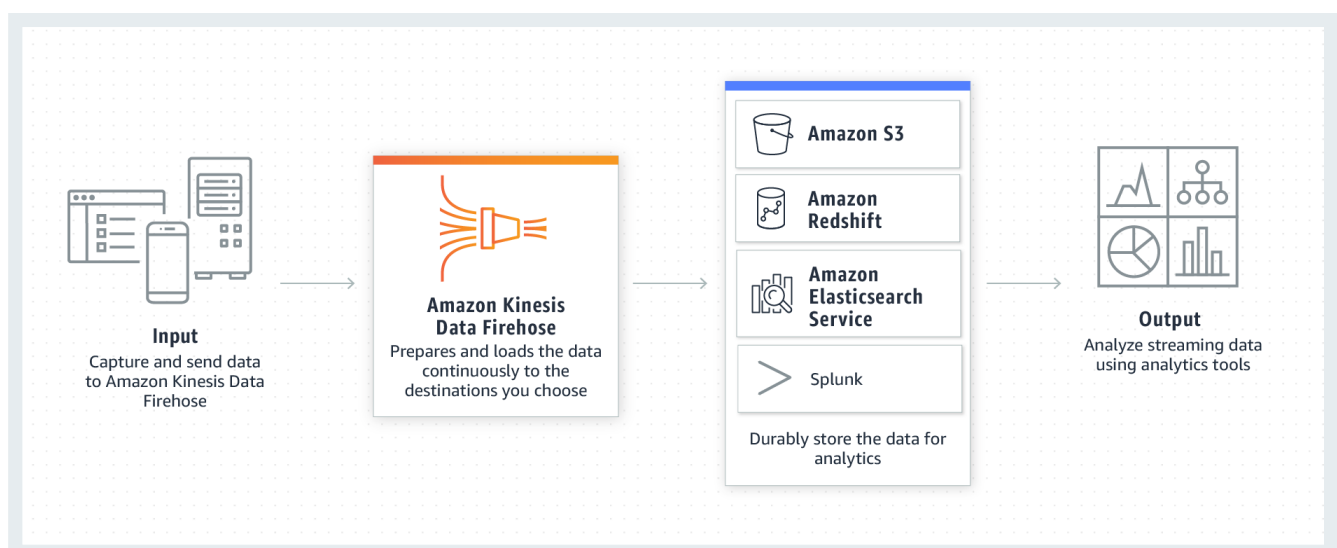 Input
Capture and send data
to Amazon Kinesis Data
Firehose
Amazon Kinesis
Data Firehose
Prepares and loads the data
continuously to the
destinations you choose
Amazon S3
Amazon
Redshift
Amazon
Elasticsearch
Service
Splunk
Durably store the data for
analytics
Output
Analyze streaming data
using analytics tools